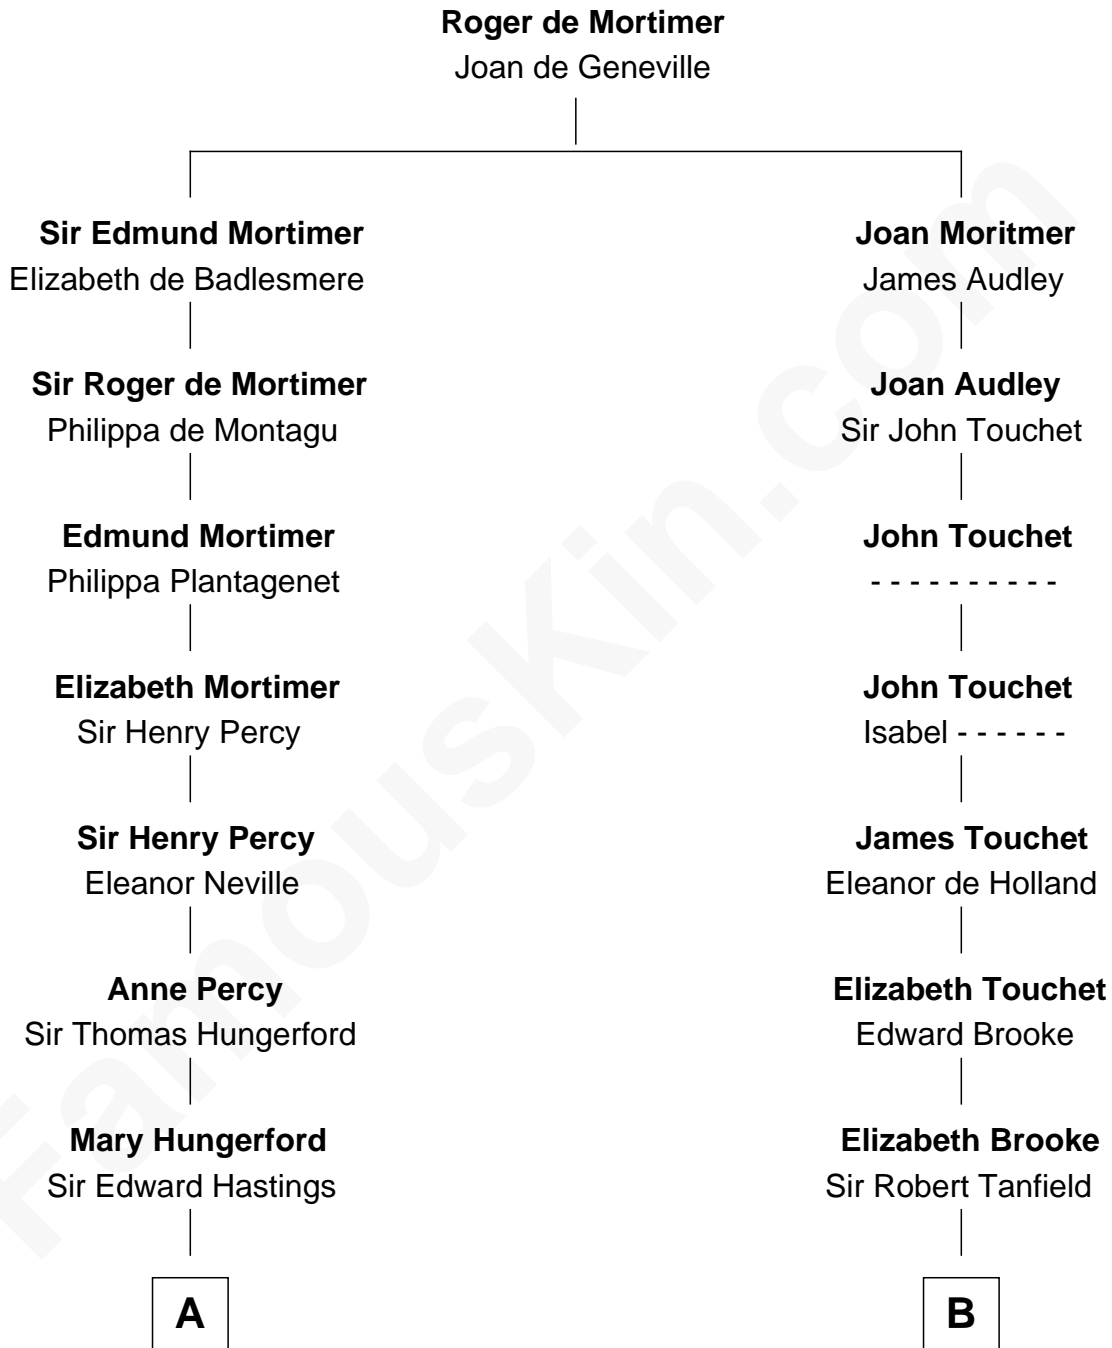 Roger de Mortimer
Joan de Geneville
Sir Edmund Mortimer
Elizabeth de Badlesmere
Joan Moritmer
James Audley
Sir Roger de Mortimer
Philippa de Montagu
Joan Audley
Sir John Touchet
Edmund Mortimer
Philippa Plantagenet
John Touchet
- - - - - - - - - -
Elizabeth Mortimer
Sir Henry Percy
John Touchet
Isabel - - - - - -
Sir Henry Percy
Eleanor Neville
James Touchet
Eleanor de Holland
Anne Percy
Sir Thomas Hungerford
Elizabeth Touchet
Edward Brooke
Mary Hungerford
Sir Edward Hastings
Elizabeth Brooke
Sir Robert Tanfield
A
B
FamousKin.com